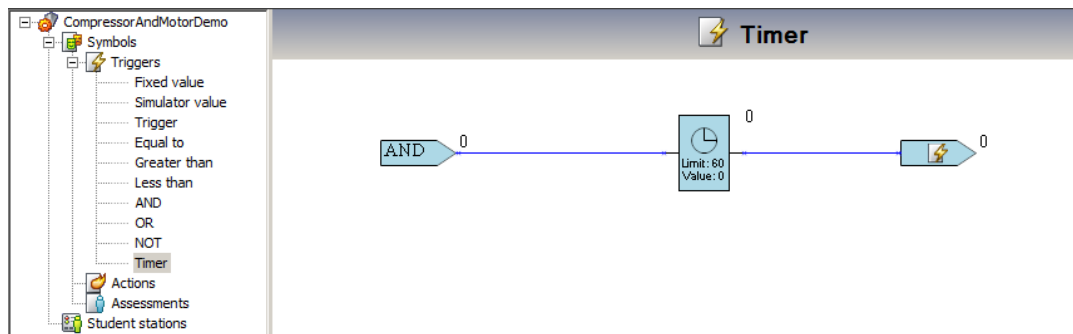 CompressorAndMotorDemo
Symbols
Triggers
Fixed value
Simulator value
Trigger
Equal to
Greater than
Less than
AND
OR
NOT
Timer
Actions
Assessments
Student stations
Timer
AND
0
0
Limit: 60
Value: 0
0